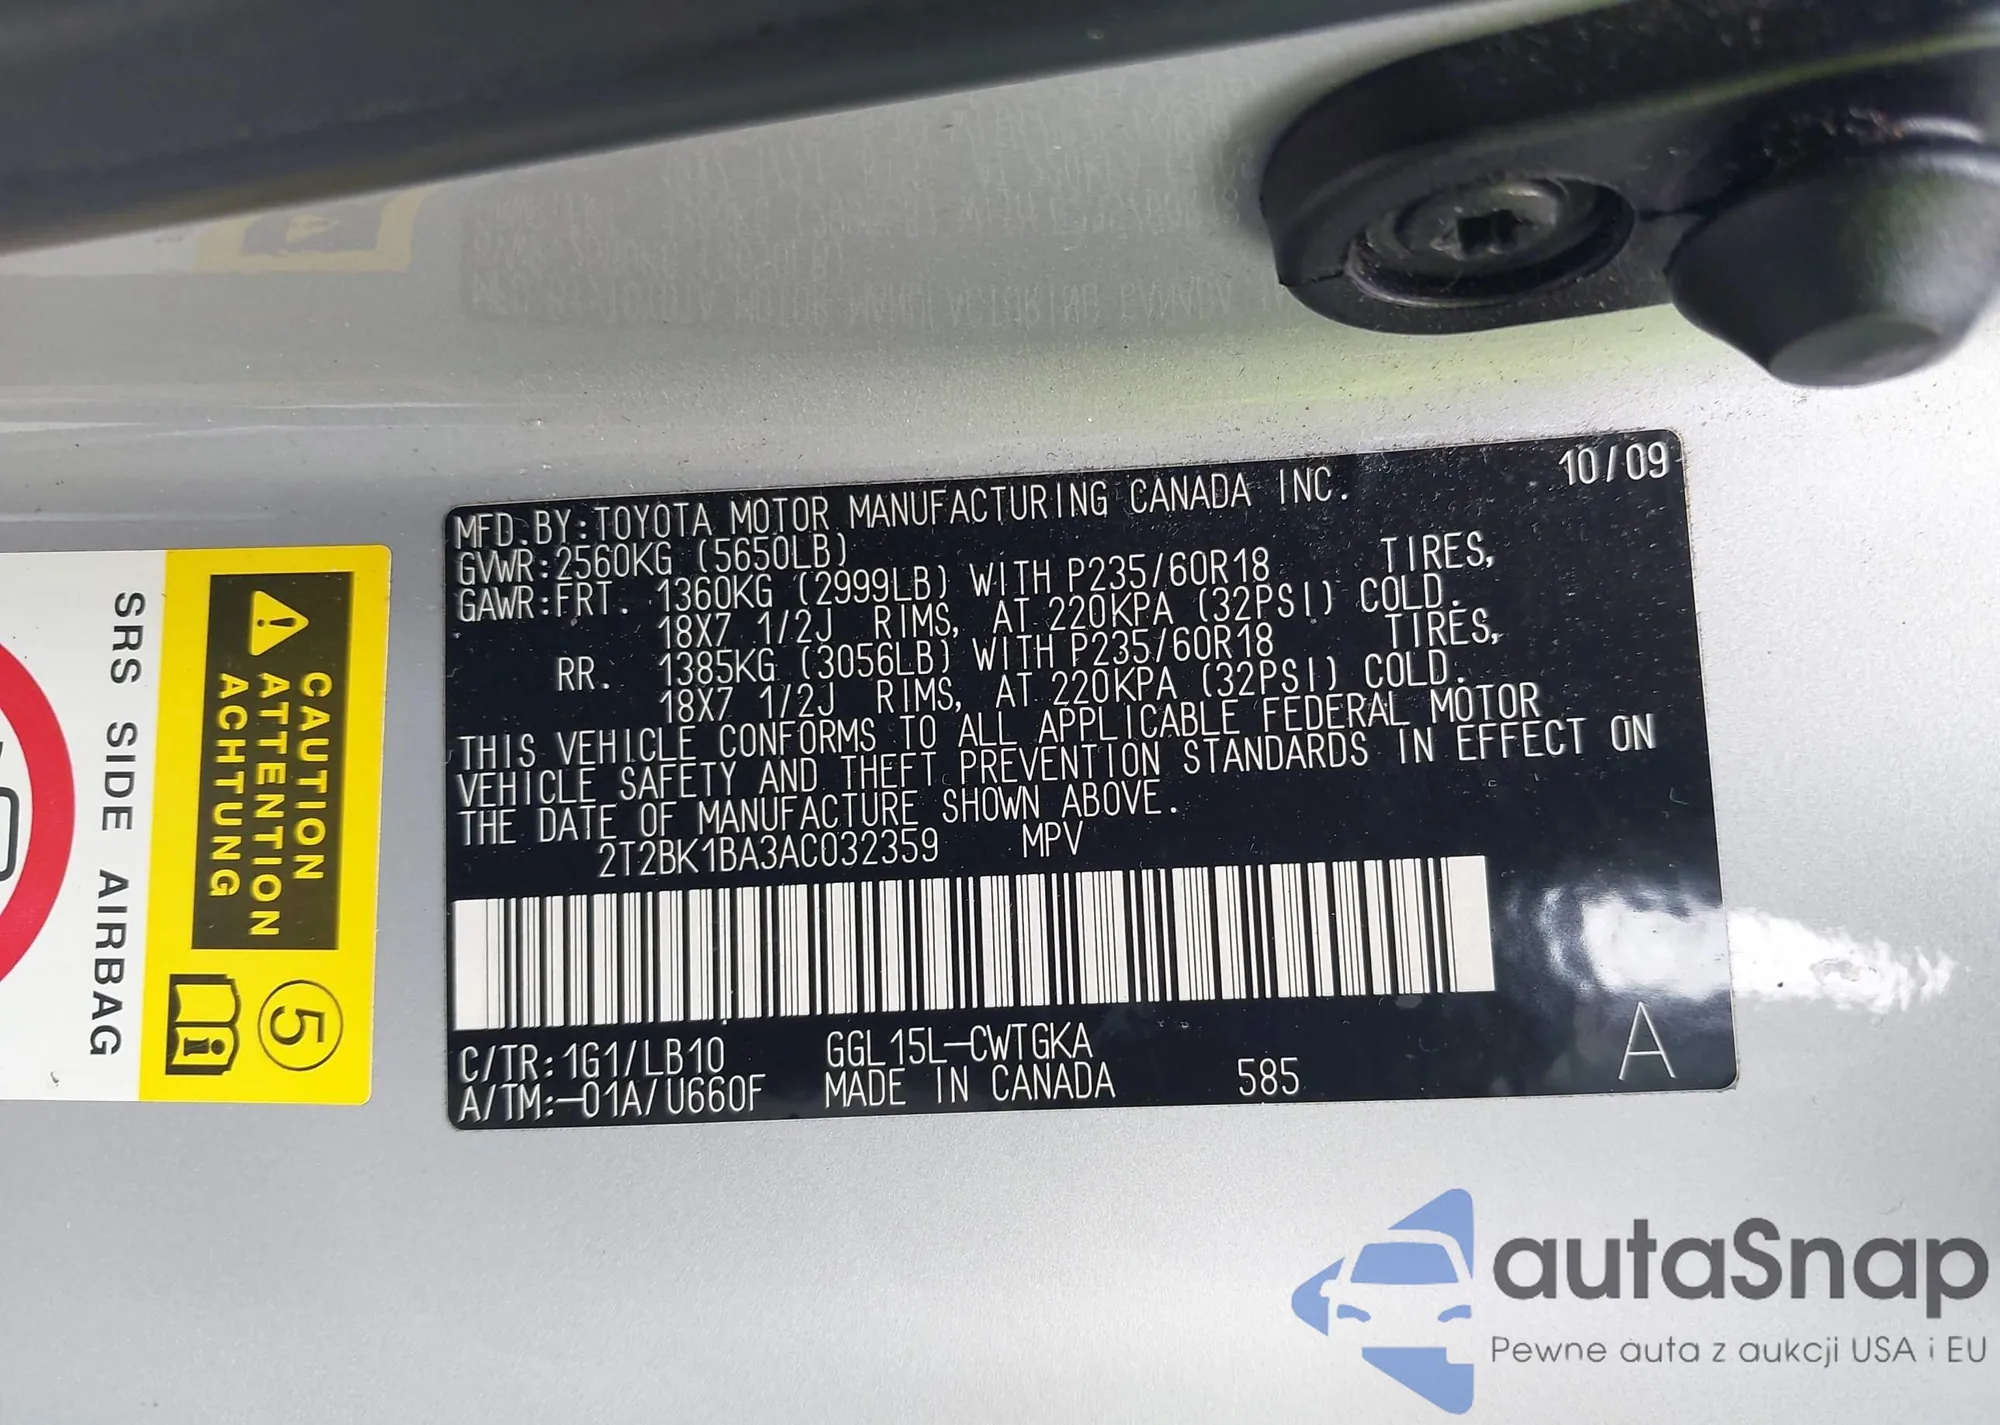 MFD.BY:TOYOTA MOTOR MANUFACTURING CANADA INC. 10/09
GVWR:2560KG (5650LB)
GAWR:FRT. 1360KG (2999LB) WITH P235/60R18 TIRES,
18X7 1/2J RIMS, AT 220KPA (32PSI) COLD.
RR. 1385KG (3056LB) WITH P235/60R18 TIRES,
18X7 1/2J RIMS, AT 220KPA (32PSI) COLD.
THIS VEHICLE CONFORMS TO ALL APPLICABLE FEDERAL MOTOR
VEHICLE SAFETY AND THEFT PREVENTION STANDARDS IN EFFECT ON
THE DATE OF MANUFACTURE SHOWN ABOVE.
2T2BK1BA3AC032359 MPV
C/TR:1G1/LB10 GGL15L-CWTGKA
A/TM:-01A/U660F MADE IN CANADA 585 A
CAUTION
ATTENTION
ACHTUNG
5
SRS SIDE AIRBAG
autaSnap
Pewne auta z aukcji USA i EU